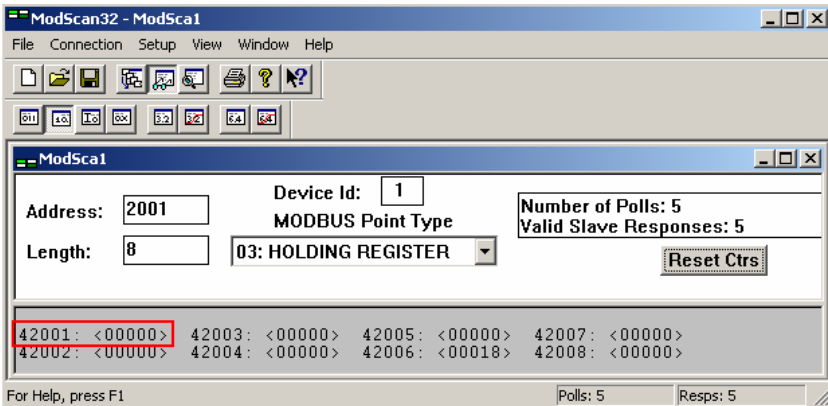 ModScan32 - ModSca1
File Connection Setup View Window Help
ModSca1
Address: 2001
Device Id: 1
MODBUS Point Type
Length: 8
03: HOLDING REGISTER
Number of Polls: 5
Valid Slave Responses: 5
Reset Ctrs
42001: <00000> 42003: <00000> 42005: <00000> 42007: <00000>
42002: <00000> 42004: <00000> 42006: <00018> 42008: <00000>
For Help, press F1
Polls: 5
Resps: 5